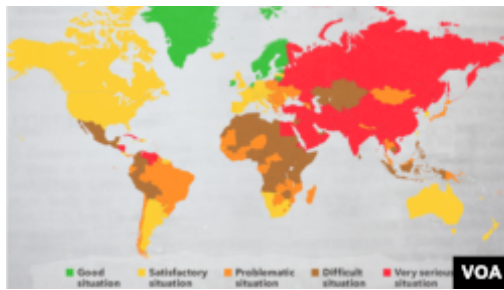 Good situation
Satisfactory situation
Problematic situation
Difficult situation
Very serious situation
VOA